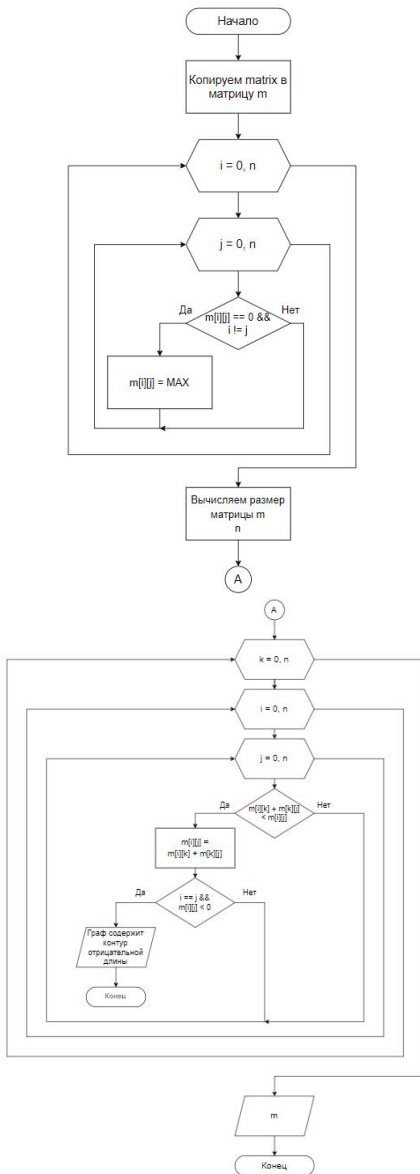 Начало
Копируем matrix в
матрицу m
i = 0, n
j = 0, n
Да
m[i][j] == 0 &&
i != j
Нет
m[i][j] = MAX
Вычисляем размер
матрицы m
n
A
A
k = 0, n
i = 0, n
j = 0, n
Да
m[i][k] + m[k][j]
< m[i][j]
Нет
m[i][j] =
m[i][k] + m[k][j]
Да
i == j &&
m[i][j] < 0
Нет
Граф содержит
контур
отрицательной
длины
Конец
m
Конец